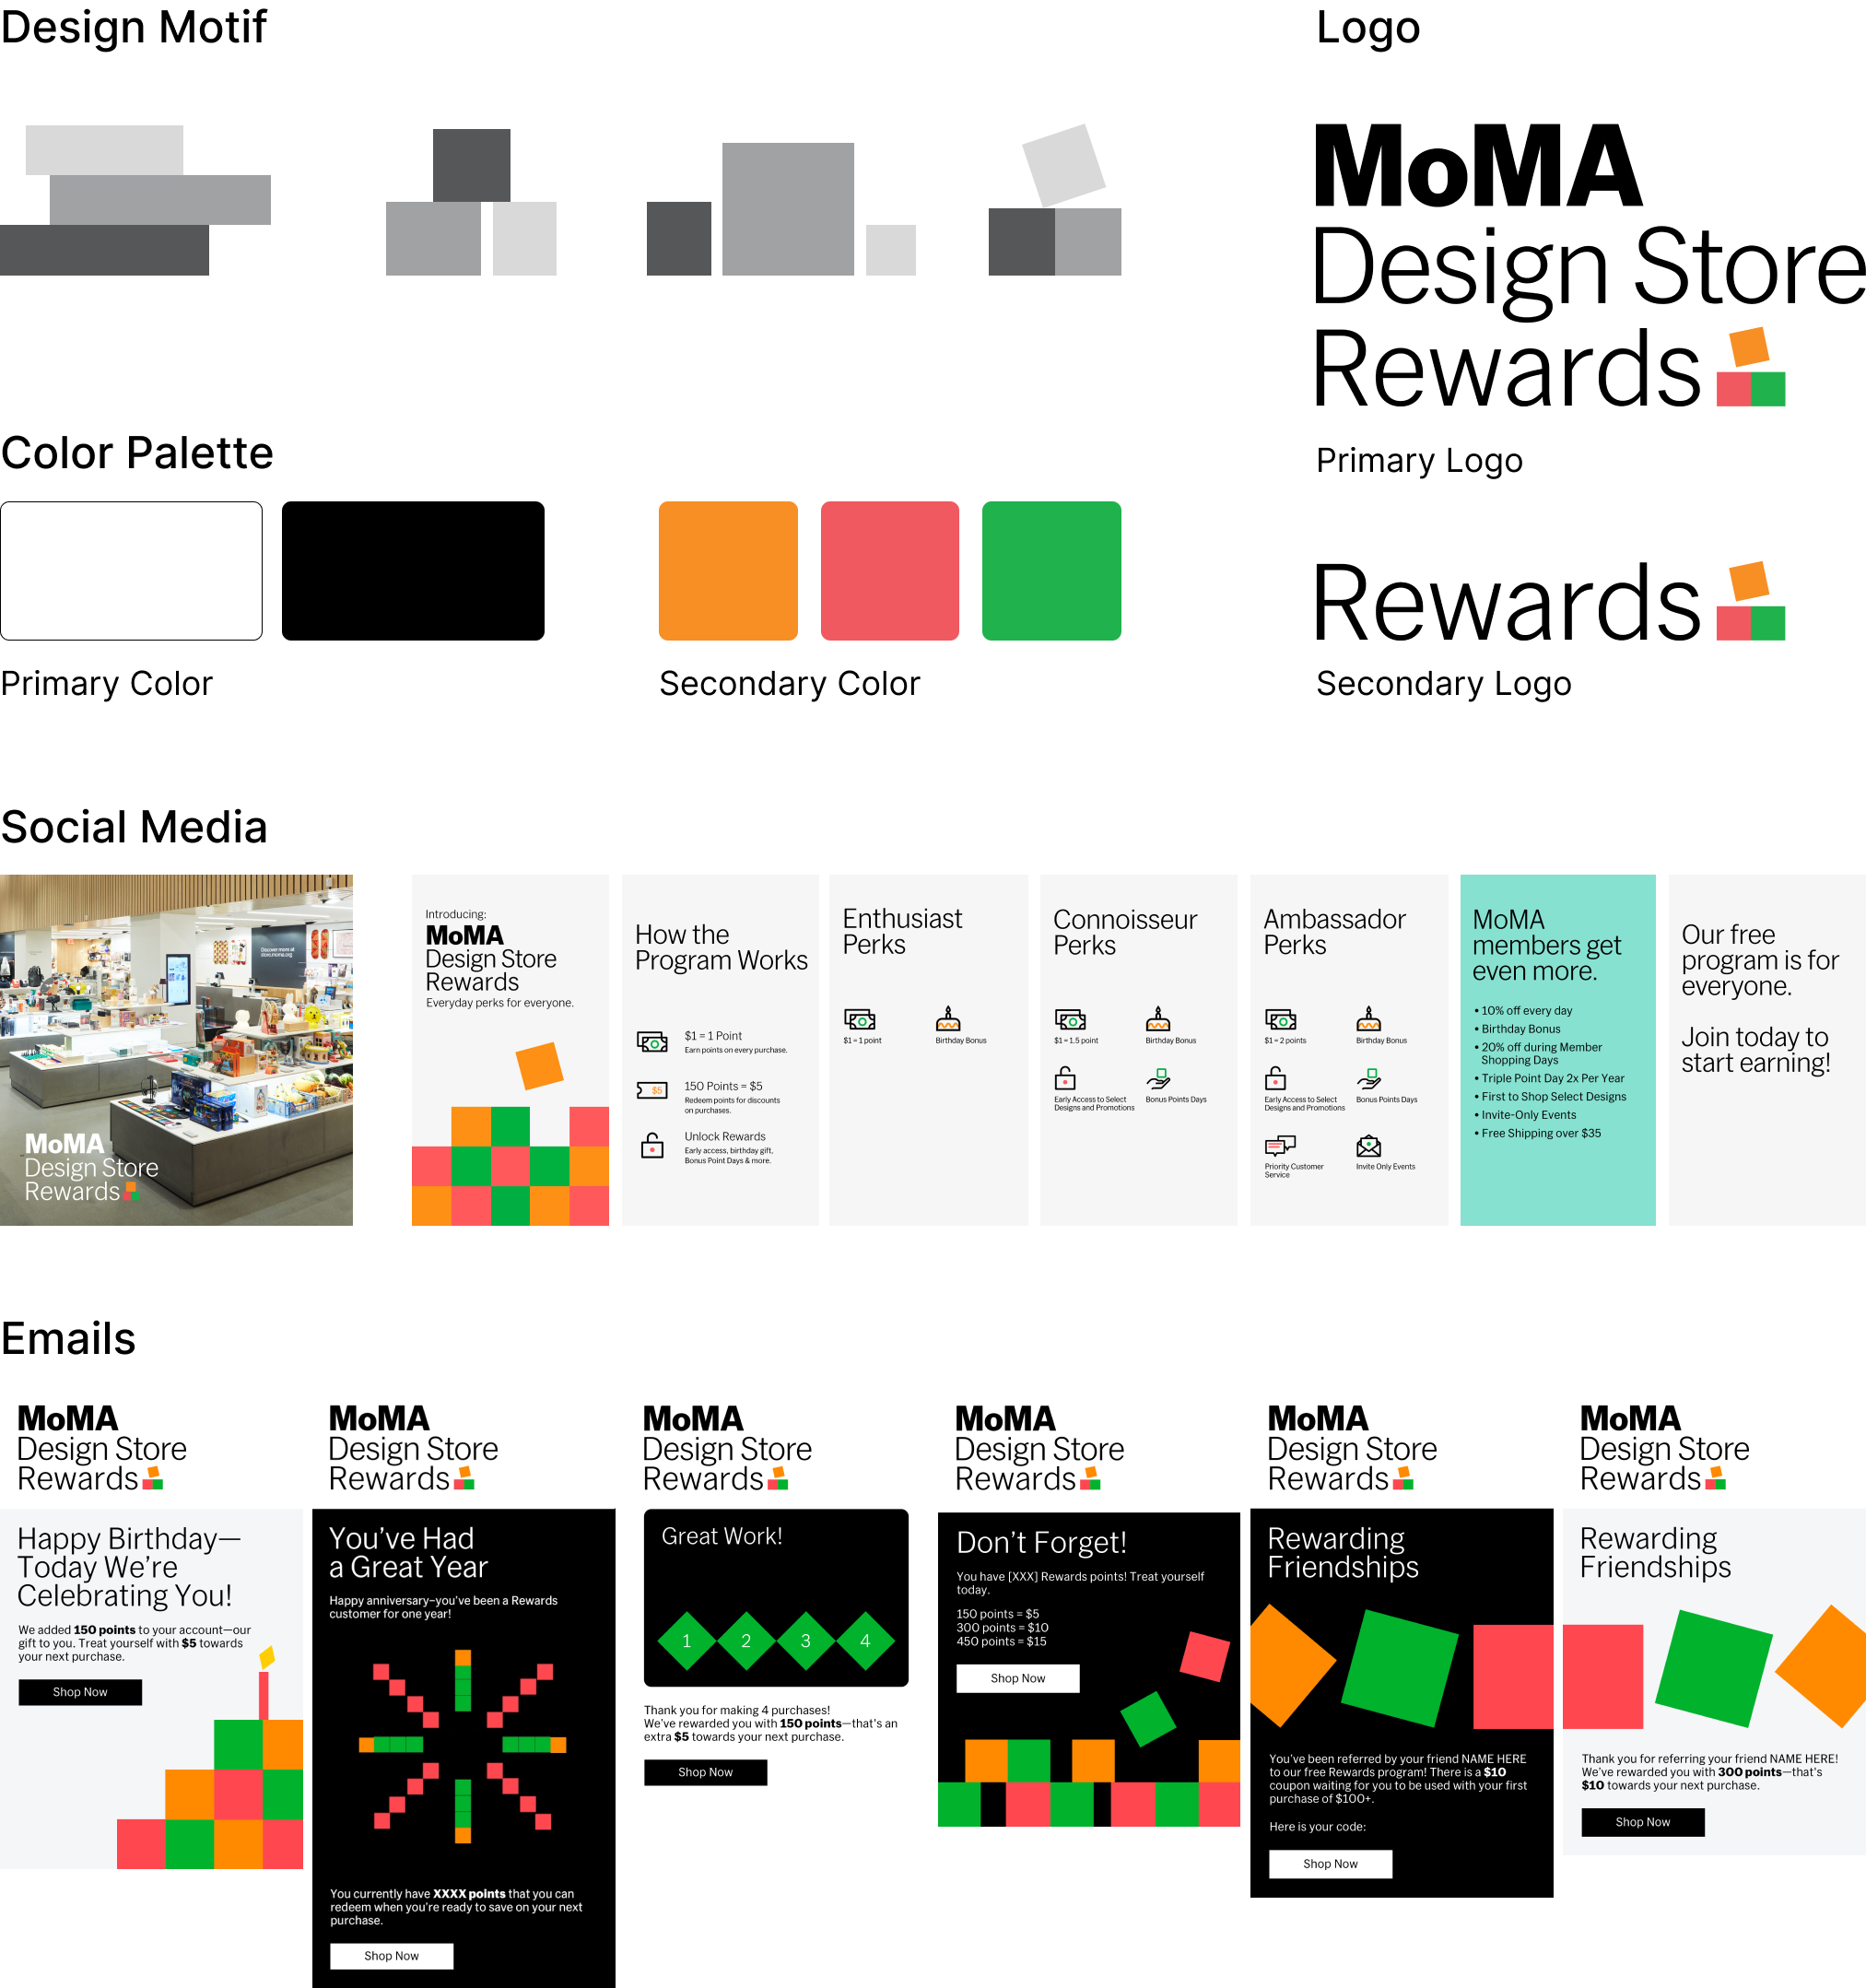 Design Motif
Logo
MoMA
Design Store
Rewards
Primary Logo
Color Palette
Primary Color
Secondary Color
Rewards
Secondary Logo
Social Media
Discover more at
store.moma.org
MoMA
Design Store
Rewards
Introducing:
MoMA
Design Store
Rewards
Everyday perks for everyone.
How the
Program Works
$1 = 1 Point
Earn points on every purchase.
$5
150 Points = $5
Redeem points for discounts
on purchases.
Unlock Rewards
Early access, birthday gift,
Bonus Point Days & more.
Enthusiast
Perks
$1 = 1 point
Birthday Bonus
Connoisseur
Perks
$1 = 1.5 point
Birthday Bonus
Early Access to Select
Designs and Promotions
Bonus Points Days
Ambassador
Perks
$1 = 2 points
Birthday Bonus
Early Access to Select
Designs and Promotions
Bonus Points Days
Priority Customer
Service
Invite Only Events
MoMA
members get
even more.
• 10% off every day
• Birthday Bonus
• 20% off during Member
Shopping Days
• Triple Point Day 2x Per Year
• First to Shop Select Designs
• Invite-Only Events
• Free Shipping over $35
Our free
program is for
everyone.
Join today to
start earning!
Emails
MoMA
Design Store
Rewards
Happy Birthday—
Today We're
Celebrating You!
We added 150 points to your account—our
gift to you. Treat yourself with $5 towards
your next purchase.
Shop Now
MoMA
Design Store
Rewards
You've Had
a Great Year
Happy anniversary–you've been a Rewards
customer for one year!
You currently have XXXX points that you can
redeem when you're ready to save on your next
purchase.
Shop Now
MoMA
Design Store
Rewards
Great Work!
1 2 3 4
Thank you for making 4 purchases!
We've rewarded you with 150 points—that's an
extra $5 towards your next purchase.
Shop Now
MoMA
Design Store
Rewards
Don't Forget!
You have [XXX] Rewards points! Treat yourself
today.
150 points = $5
300 points = $10
450 points = $15
Shop Now
MoMA
Design Store
Rewards
Rewarding
Friendships
You've been referred by your friend NAME HERE
to our free Rewards program! There is a $10
coupon waiting for you to be used with your first
purchase of $100+.
Here is your code:
Shop Now
MoMA
Design Store
Rewards
Rewarding
Friendships
Thank you for referring your friend NAME HERE!
We've rewarded you with 300 points—that's
$10 towards your next purchase.
Shop Now